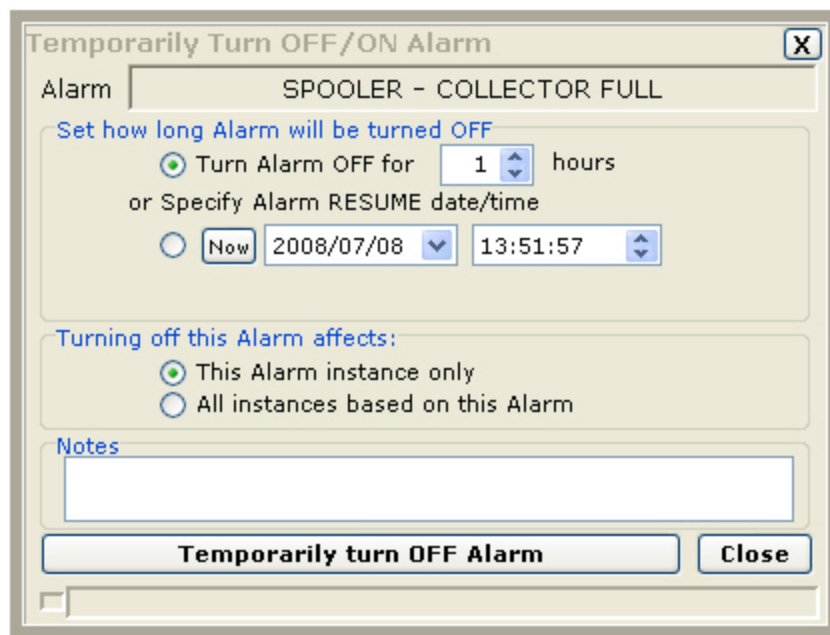 Temporarily Turn OFF/ON Alarm X
Alarm SPOOLER - COLLECTOR FULL
Set how long Alarm will be turned OFF
Turn Alarm OFF for 1 hours
or Specify Alarm RESUME date/time
Now 2008/07/08 13:51:57
Turning off this Alarm affects:
This Alarm instance only
All instances based on this Alarm
Notes
Temporarily turn OFF Alarm Close